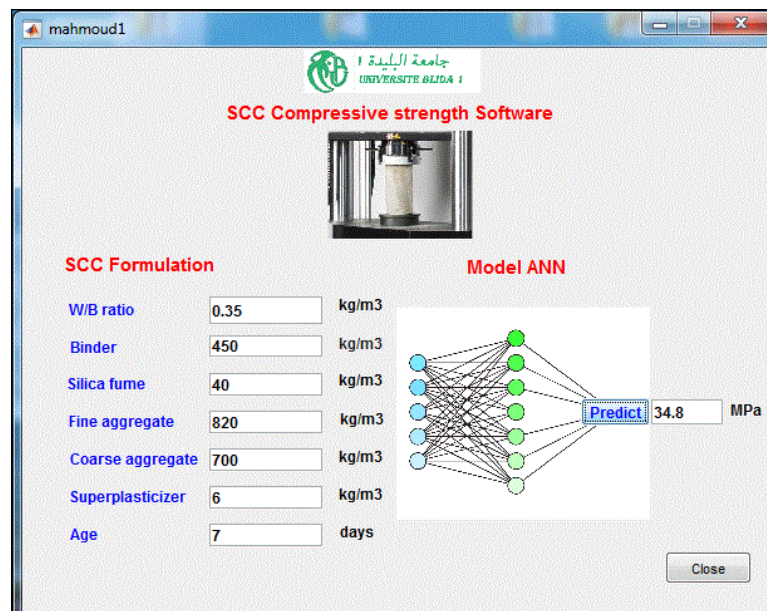 mahmoud1
جامعة البليدة ١
UNIVERSITE BLIDA 1
SCC Compressive strength Software
SCC Formulation
Model ANN
W/B ratio 0.35 kg/m3
Binder 450 kg/m3
Silica fume 40 kg/m3
Fine aggregate 820 kg/m3
Coarse aggregate 700 kg/m3
Superplasticizer 6 kg/m3
Age 7 days
Predict 34.8 MPa
Close